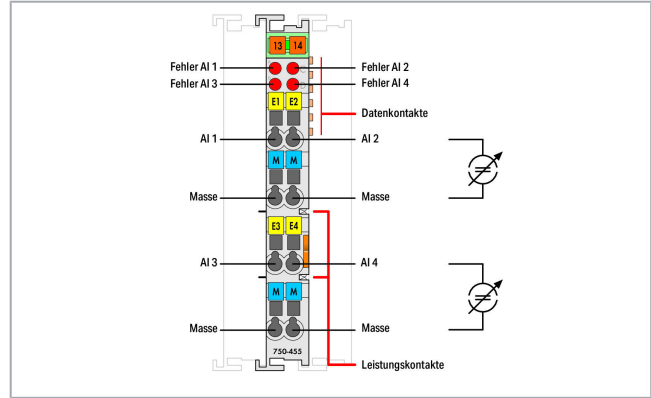 13 14
Fehler AI 1 Fehler AI 2
Fehler AI 3 Fehler AI 4
E1 E2
Datenkontakte
AI 1 AI 2
M M
Masse Masse
E3 E4
AI 3 AI 4
M M
Masse Masse
750-455
Leistungskontakte